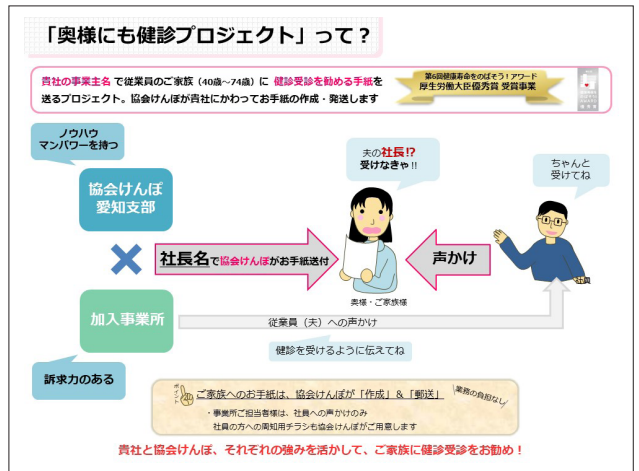 「奥様にも健診プロジェクト」って？
貴社の事業主名で従業員のご家族（40歳～74歳）に 健診受診を勧める手紙を
送るプロジェクト。協会けんぽが貴社にかわってお手紙の作成・発送します
第6回健康寿命をのばそう！アワード
厚生労働大臣優秀賞 受賞事業
ノウハウ
マンパワーを持つ
協会けんぽ
愛知支部
×
加入事業所
訴求力のある
社長名で協会けんぽがお手紙送付
夫の社長!?
受けなきゃ!!
奥様・ご家族様
声かけ
ちゃんと
受けてね
社員
従業員（夫）への声かけ
健診を受けるように伝えてね
ポイント
ご家族へのお手紙は、協会けんぽが「作成」＆「郵送」
業務の負担なし
・事業所ご担当者様は、社員への声かけのみ
社員の方への周知用チラシも協会けんぽがご用意します
貴社と協会けんぽ、それぞれの強みを活かして、ご家族に健診受診をお勧め！